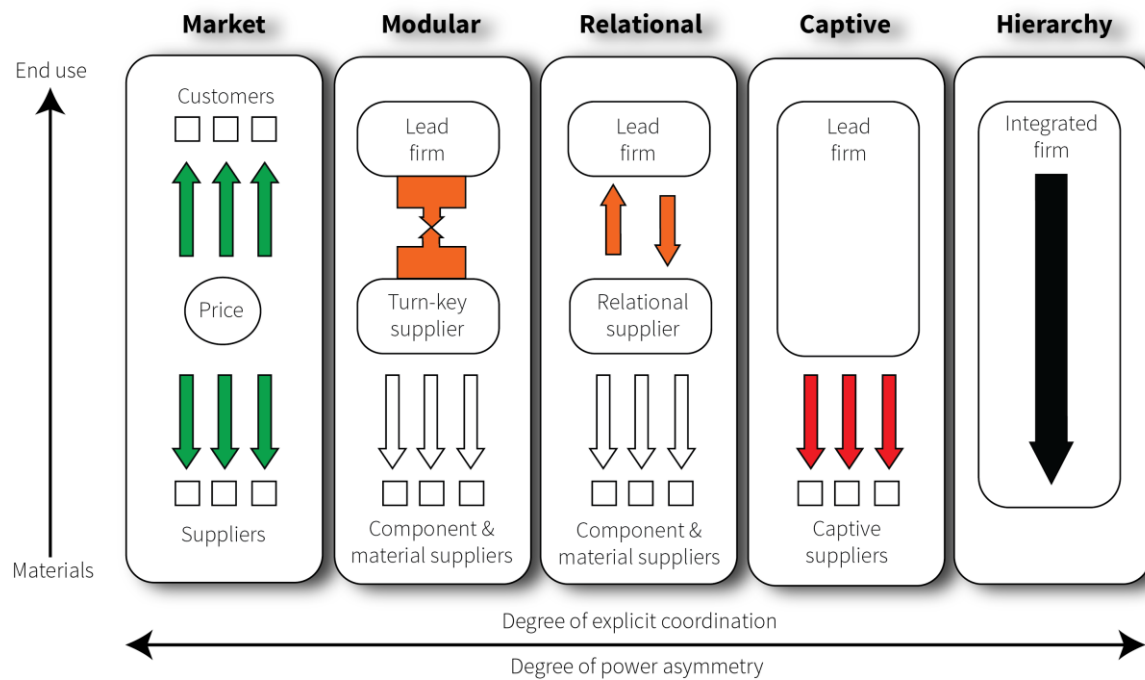 Market
Modular
Relational
Captive
Hierarchy
End use
Materials
Customers
Price
Suppliers
Lead
firm
Turn-key
supplier
Component &
material suppliers
Lead
firm
Relational
supplier
Component &
material suppliers
Lead
firm
Captive
suppliers
Integrated
firm
Degree of explicit coordination
Degree of power asymmetry